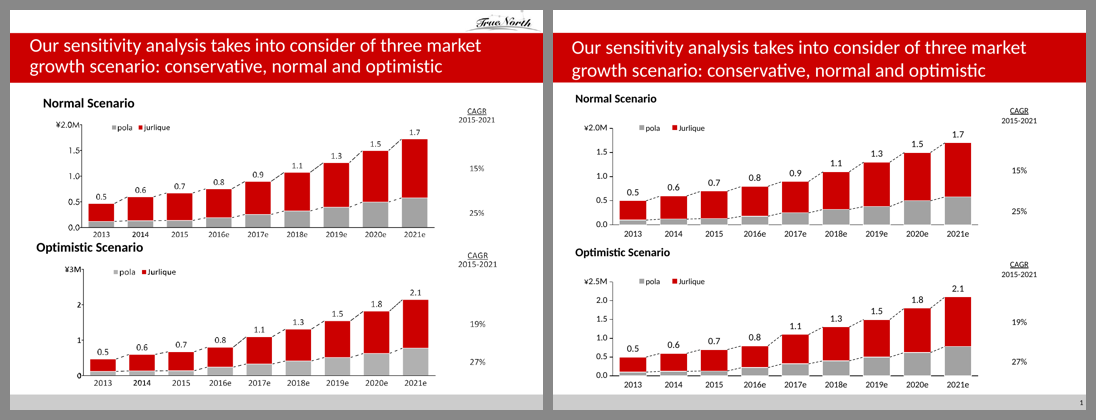 True North
Our sensitivity analysis takes into consider of three market
growth scenario: conservative, normal and optimistic
Normal Scenario
CAGR
2015-2021
¥2.0M
pola Jurlique
1.5
1.0
0.5
0.0
0.5 0.6 0.7 0.8 0.9 1.1 1.3 1.5 1.7
15%
25%
2013 2014 2015 2016e 2017e 2018e 2019e 2020e 2021e
Optimistic Scenario
CAGR
2015-2021
¥3M
pola Jurlique
2
1
0
0.5 0.6 0.7 0.8 1.1 1.3 1.5 1.8 2.1
19%
27%
2013 2014 2015 2016e 2017e 2018e 2019e 2020e 2021e
Our sensitivity analysis takes into consider of three market
growth scenario: conservative, normal and optimistic
Normal Scenario
CAGR
2015-2021
¥2.0M
pola Jurlique
1.5
1.0
0.5
0.0
0.5 0.6 0.7 0.8 0.9 1.1 1.3 1.5 1.7
15%
25%
2013 2014 2015 2016e 2017e 2018e 2019e 2020e 2021e
Optimistic Scenario
CAGR
2015-2021
¥2.5M
pola Jurlique
2.0
1.5
1.0
0.5
0.0
0.5 0.6 0.7 0.8 1.1 1.3 1.5 1.8 2.1
19%
27%
2013 2014 2015 2016e 2017e 2018e 2019e 2020e 2021e
1